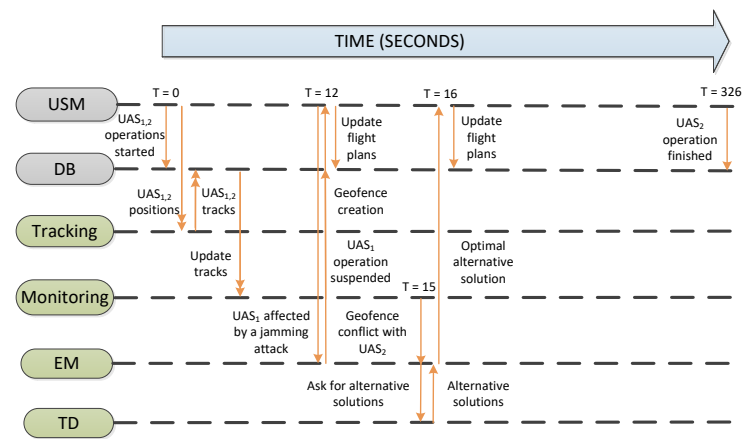 TIME (SECONDS)
T = 0
T = 12
T = 16
T = 326
USM
UAS1,2
operations
started
Update
flight
plans
Update
flight
plans
UAS2
operation
finished
DB
UAS1,2
positions
UAS1,2
tracks
Geofence
creation
Tracking
Update
tracks
UAS1
operation
suspended
Optimal
alternative
solution
Monitoring
T = 15
UAS1 affected
by a jamming
attack
Geofence
conflict with
UAS2
EM
Ask for alternative
solutions
Alternative
solutions
TD